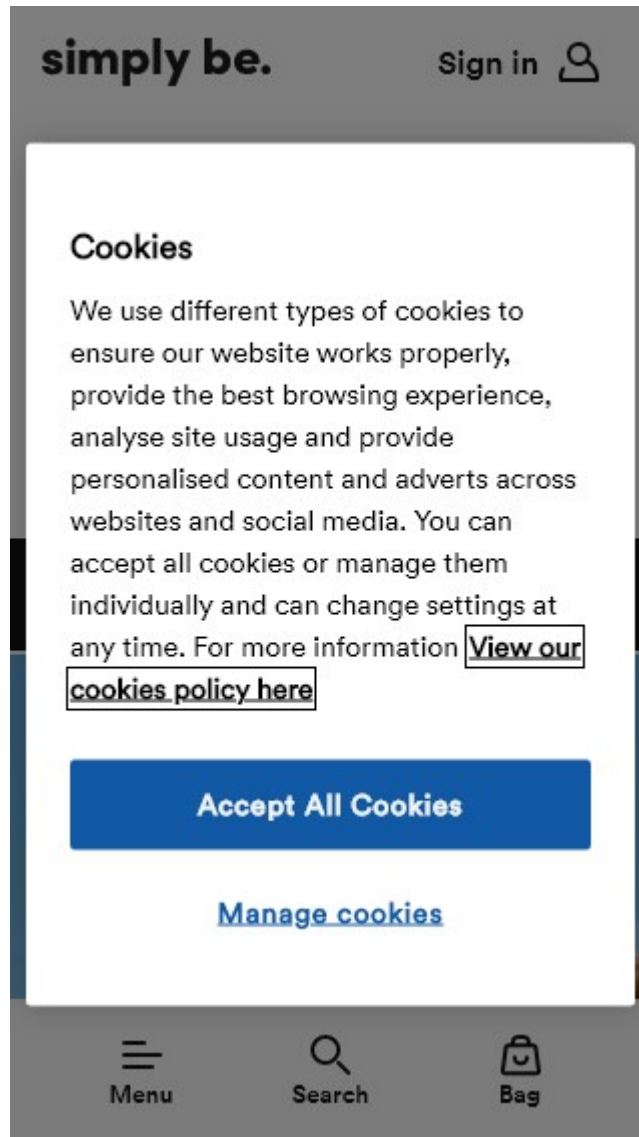 simply be.
Sign in
Cookies
We use different types of cookies to
ensure our website works properly,
provide the best browsing experience,
analyse site usage and provide
personalised content and adverts across
websites and social media. You can
accept all cookies or manage them
individually and can change settings at
any time. For more information View our
cookies policy here
Accept All Cookies
Manage cookies
Menu
Search
Bag